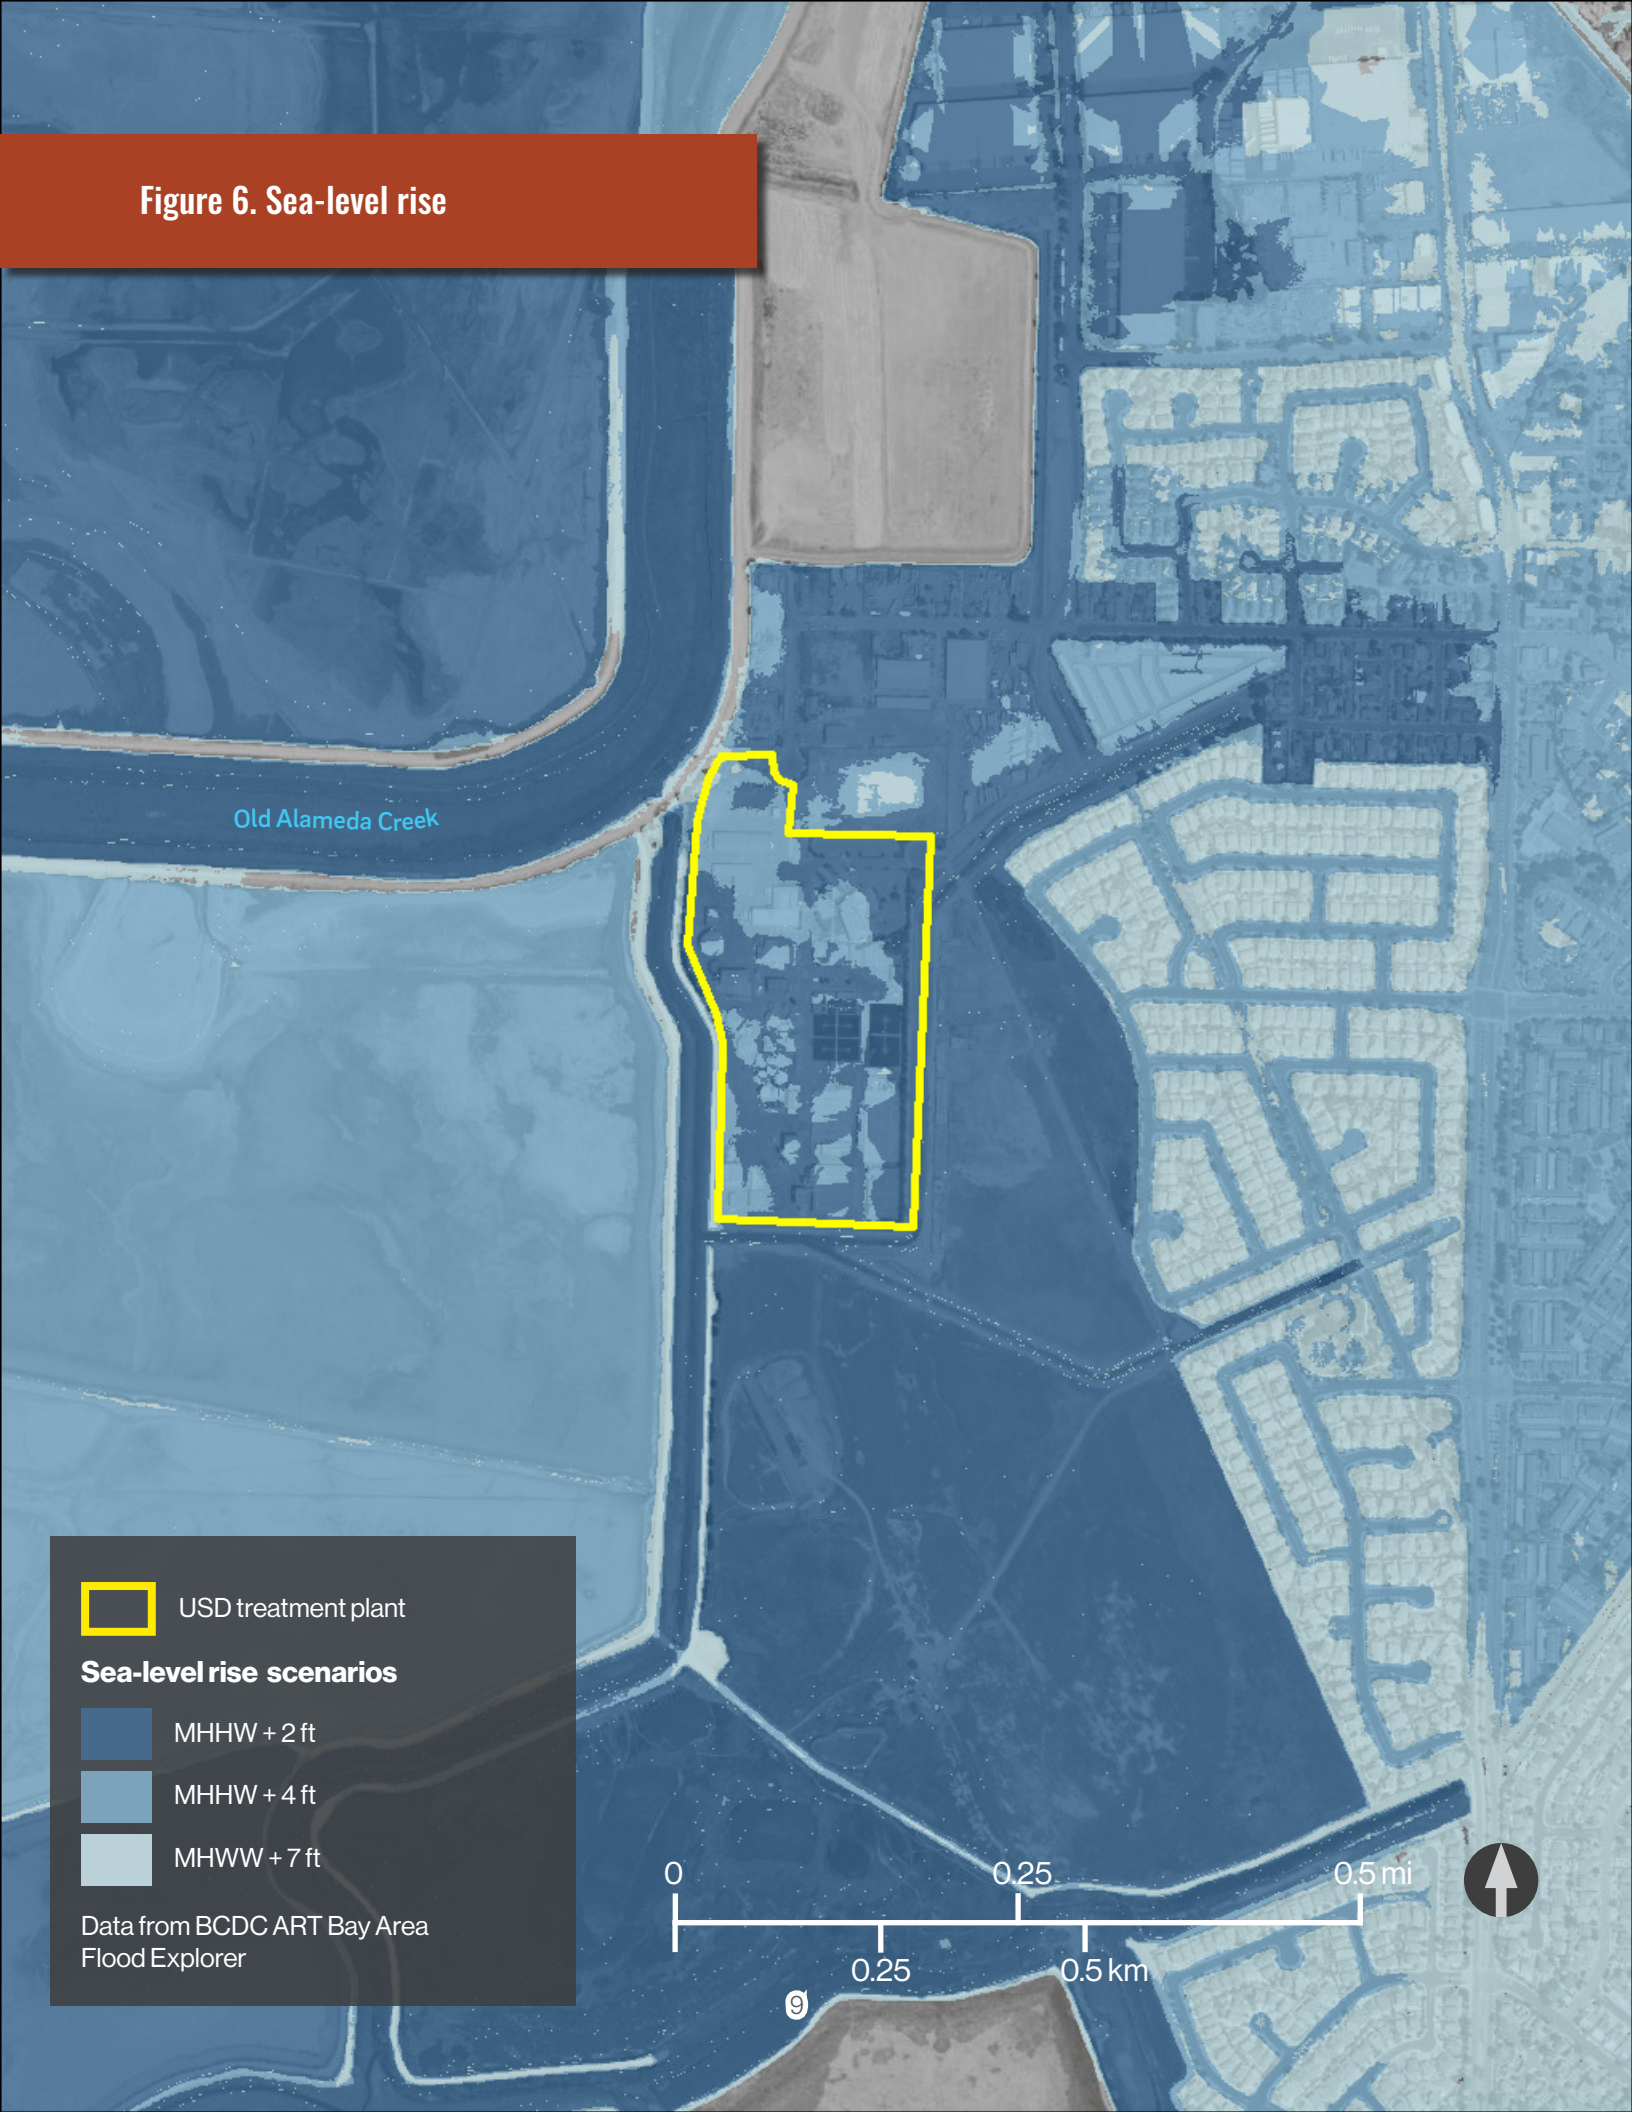 Figure 6. Sea-level rise
Old Alameda Creek
USD treatment plant
Sea-level rise scenarios
MHHW + 2 ft
MHHW + 4 ft
MHWW + 7 ft
Data from BCDC ART Bay Area
Flood Explorer
0 0.25 0.5 mi
0.25 0.5 km
9